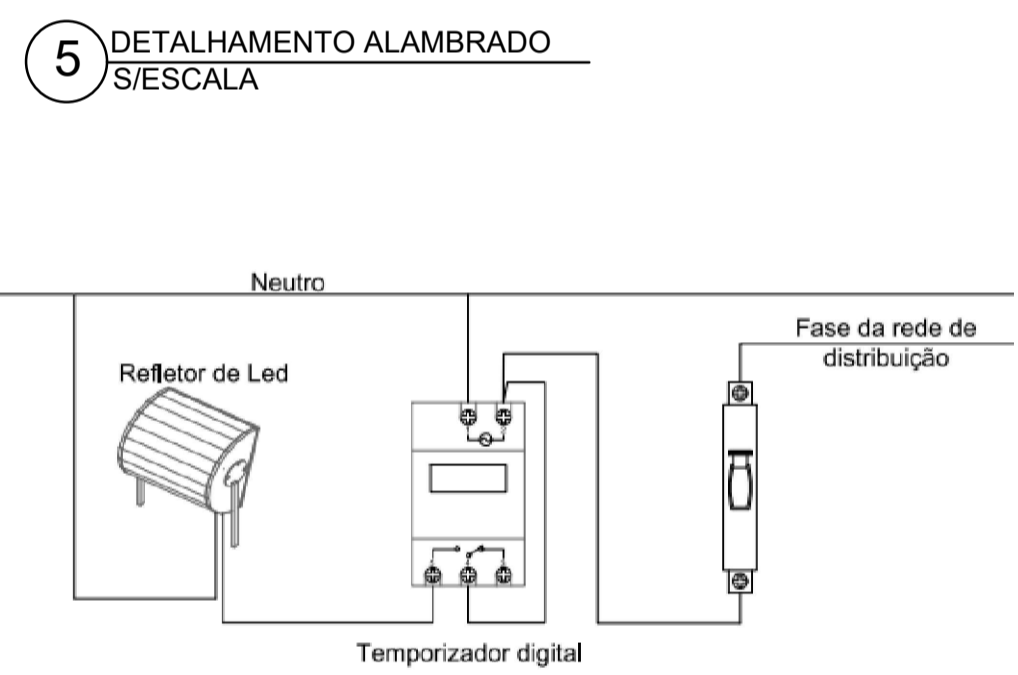 5
DETALHAMENTO ALAMBRADO
S/ESCALA
Neutro
Fase da rede de
distribuição
Refletor de Led
Temporizador digital